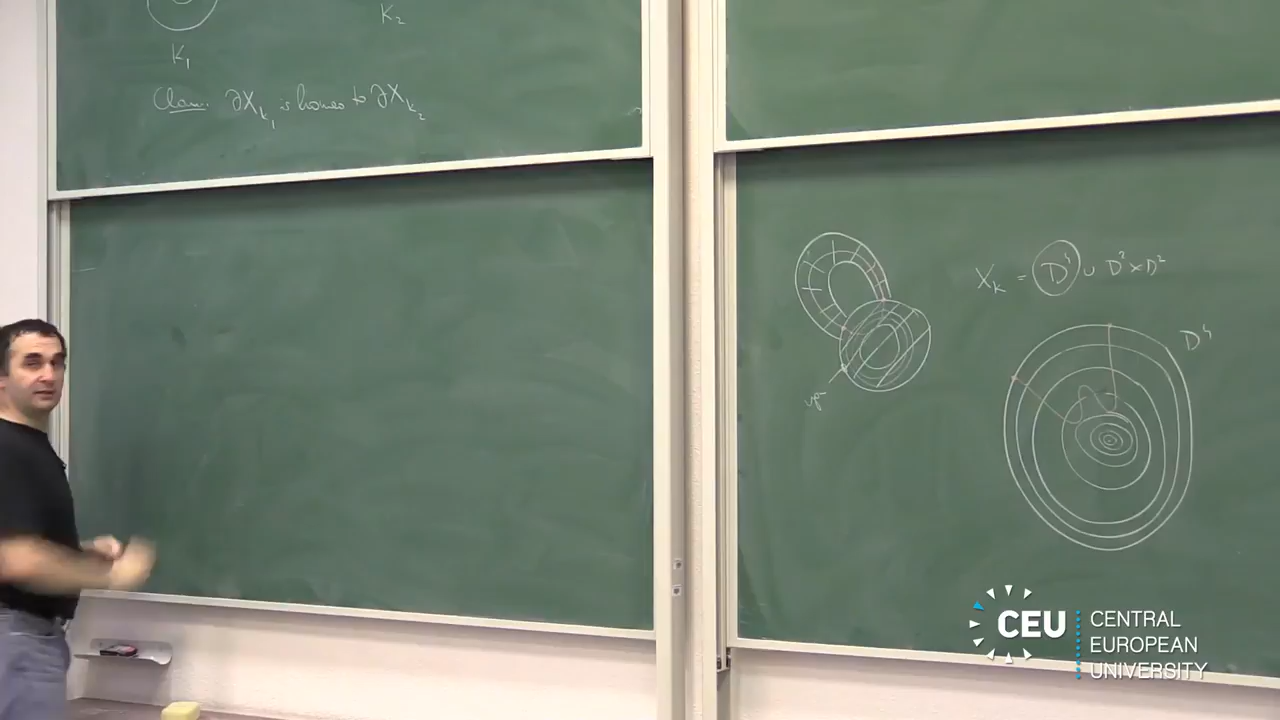 K₁
K₂
Claim. ∂X_{K₁} is homeo to ∂X_{K₂}
X_K = D⁴ ∪ D² × D²
D⁴
CEU
CENTRAL
EUROPEAN
UNIVERSITY